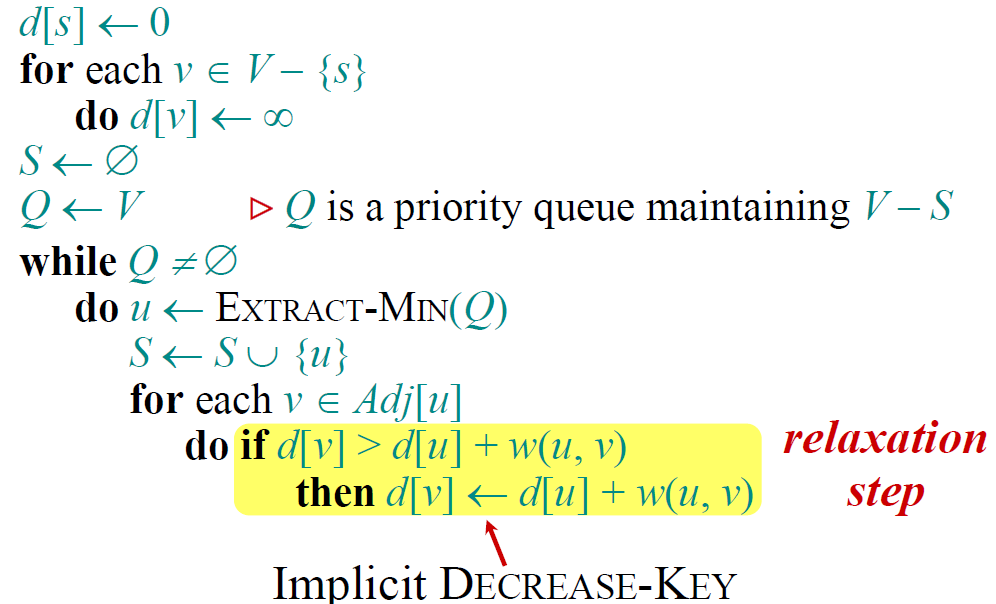 d[s] ← 0
for each v ∈ V – {s}
do d[v] ← ∞
S ← ∅
Q ← V ▷ Q is a priority queue maintaining V – S
while Q ≠ ∅
do u ← EXTRACT-MIN(Q)
S ← S ∪ {u}
for each v ∈ Adj[u]
do if d[v] > d[u] + w(u, v)
then d[v] ← d[u] + w(u, v)
relaxation
step
Implicit DECREASE-KEY